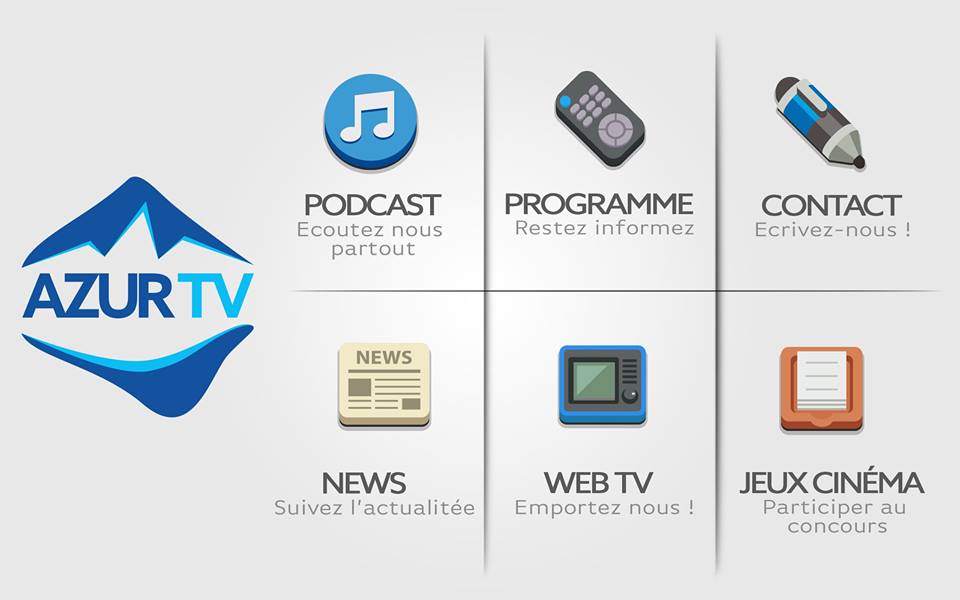 AZUR TV
PODCAST
Ecoutez nous
partout
PROGRAMME
Restez informez
CONTACT
Ecrivez-nous !
NEWS
NEWS
Suivez l'actualitée
WEB TV
Emportez nous !
JEUX CINÉMA
Participer au
concours